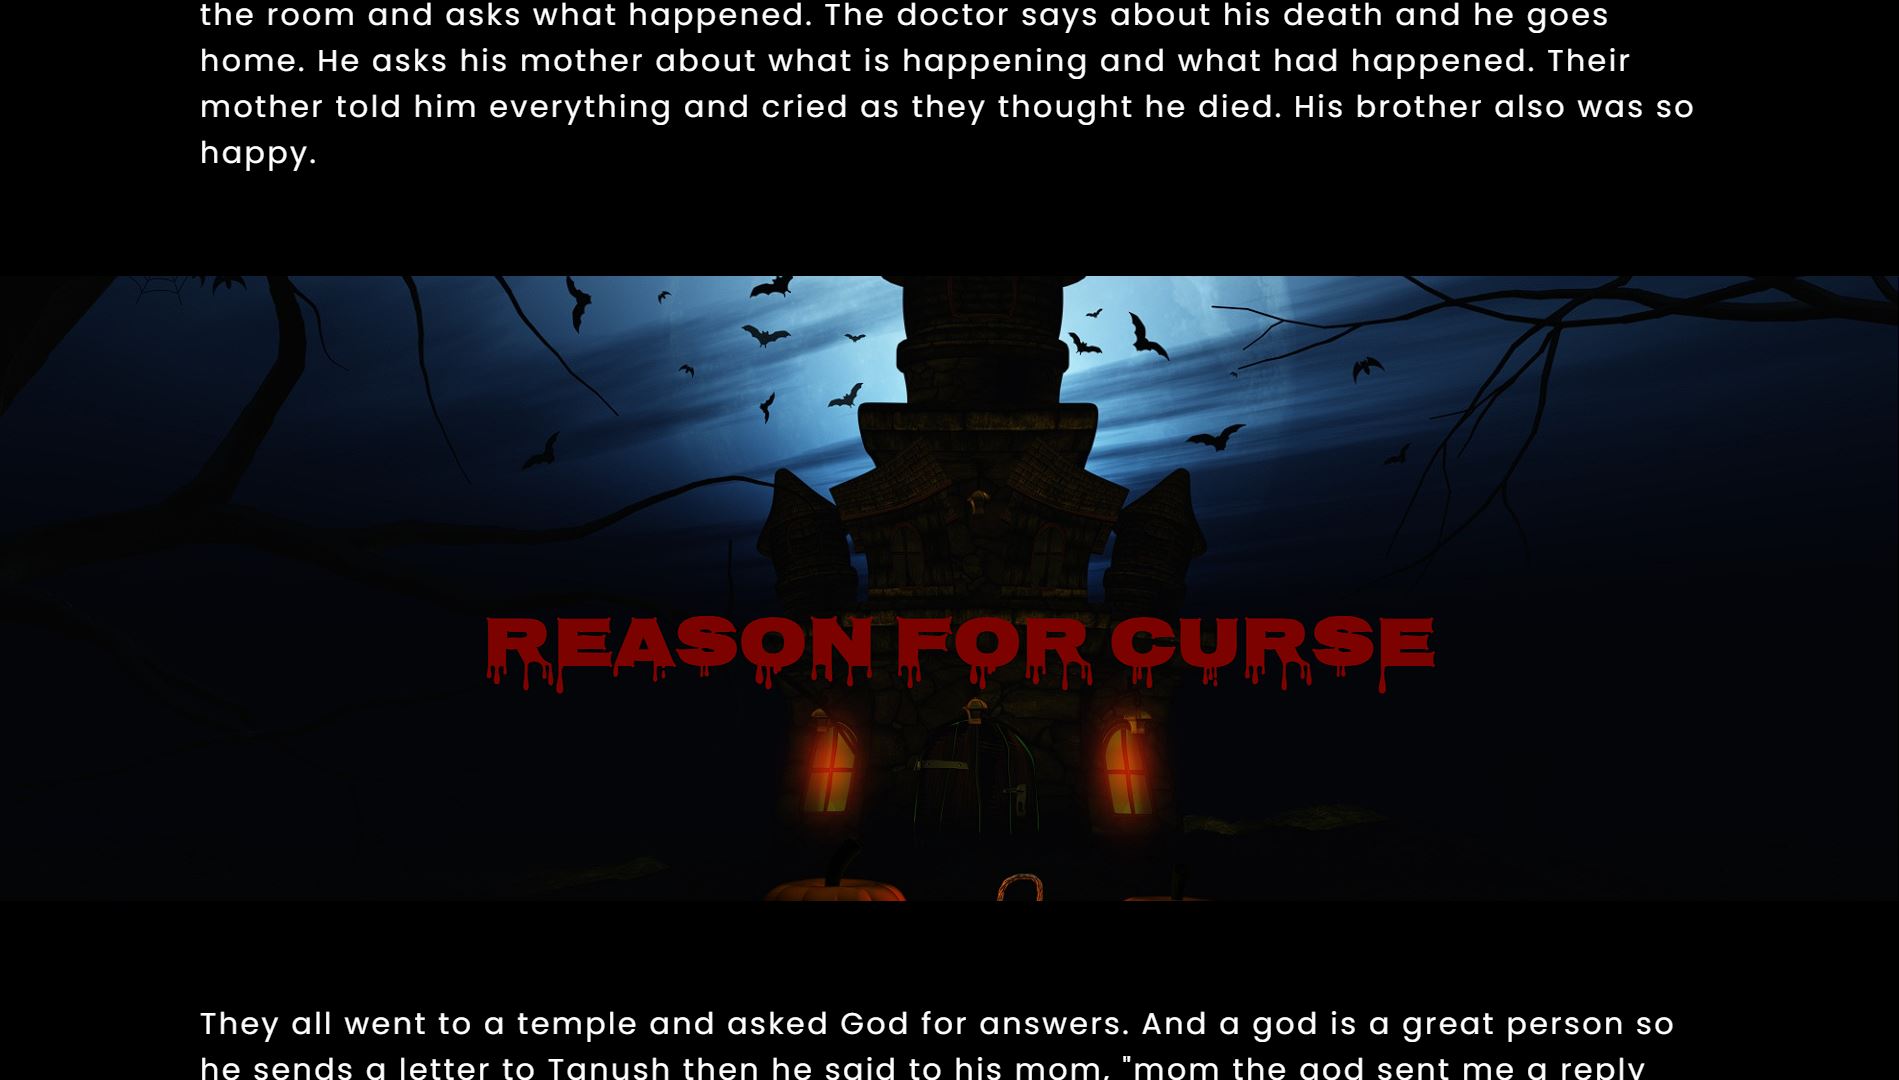 the room and asks what happened. The doctor says about his death and he goes
home. He asks his mother about what is happening and what had happened. Their
mother told him everything and cried as they thought he died. His brother also was so
happy.
REASON FOR CURSE
They all went to a temple and asked God for answers. And a god is a great person so
he sends a letter to Tanush then he said to his mom, "mom the god sent me a reply